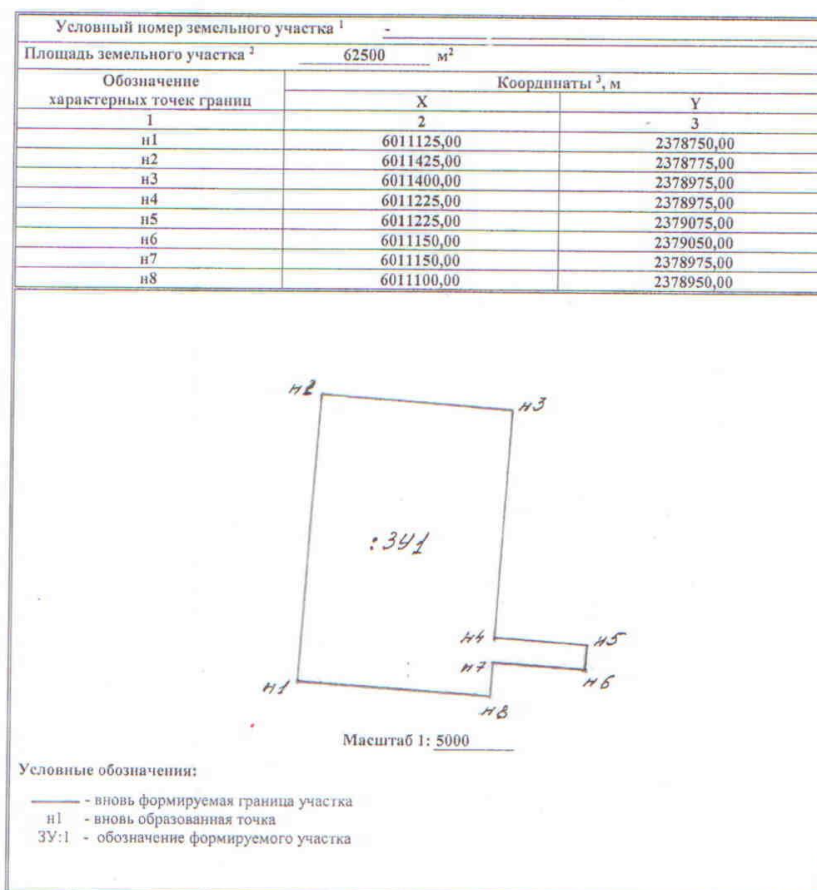 Условный номер земельного участка 1 -
Площадь земельного участка 2 62500 м2
Обозначение характерных точек границ Координаты 3, м
X Y
1 2 3
н1 6011125,00 2378750,00
н2 6011425,00 2378775,00
н3 6011400,00 2378975,00
н4 6011225,00 2378975,00
н5 6011225,00 2379075,00
н6 6011150,00 2379050,00
н7 6011150,00 2378975,00
н8 6011100,00 2378950,00
н2
н3
:ЗУ1
н4
н5
н7
н6
н1
н8
Масштаб 1: 5000
Условные обозначения:
- вновь формируемая граница участка
н1 - вновь образованная точка
ЗУ:1 - обозначение формируемого участка